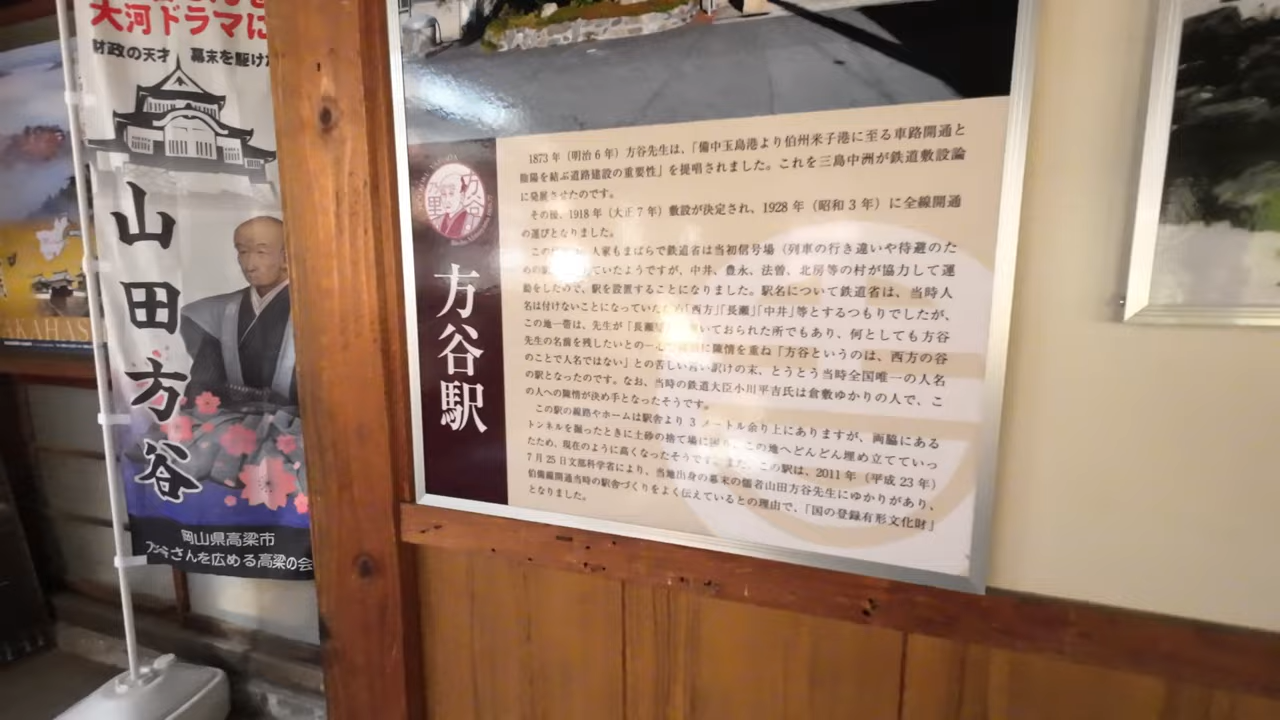 大河ドラマに
財政の天才 幕末を駆け
山田方谷
岡山県高梁市
さんを広める高梁の会
AKAHAS
方谷
里
方谷駅
1873年（明治6年）方谷先生は、「備中玉島港より伯州米子港に至る車路開通と
陰陽を結ぶ道路建設の重要性」を提唱されました。これを三島中洲が鉄道敷設論
に発展させたのです。
その後、1918年（大正7年）敷設が決定され、1928年（昭和3年）に全線開通
の運びとなりました。
この 人家もまばらで鉄道省は当初信号場（列車の行き違いや待避のた
めの ていたようですが、中井、豊永、法曽、北房等の村が協力して運
動をしたので、駅を設置することになりました。駅名について鉄道省は、当時人
名は付けないことになっていた 「西方」「長瀬」「中井」等とするつもりでしたが、
この地一帯は、先生が「長瀬 いておられた所でもあり、何としても方谷
先生の名前を残したいとの一 に陳情を重ね「方谷というのは、西方の谷
のことで人名ではない」との苦しい言い訳けの末、とうとう当時全国唯一の人名
の駅となったのです。なお、当時の鉄道大臣小川平吉氏は倉敷ゆかりの人で、こ
の人への陳情が決め手となったそうです。
この駅の線路やホームは駅舎より3メートル余り上にありますが、両脇にある
トンネルを掘ったときに土砂の捨て場に困り、この地へどんどん埋め立てていっ
たため、現在のように高くなったそうです。また、この駅は、2011年（平成23年）
7月25日文部科学省により、当地出身の幕末の儒者山田方谷先生にゆかりがあり、
伯備線開通当時の駅舎づくりをよく伝えているとの理由で、「国の登録有形文化財」
となりました。